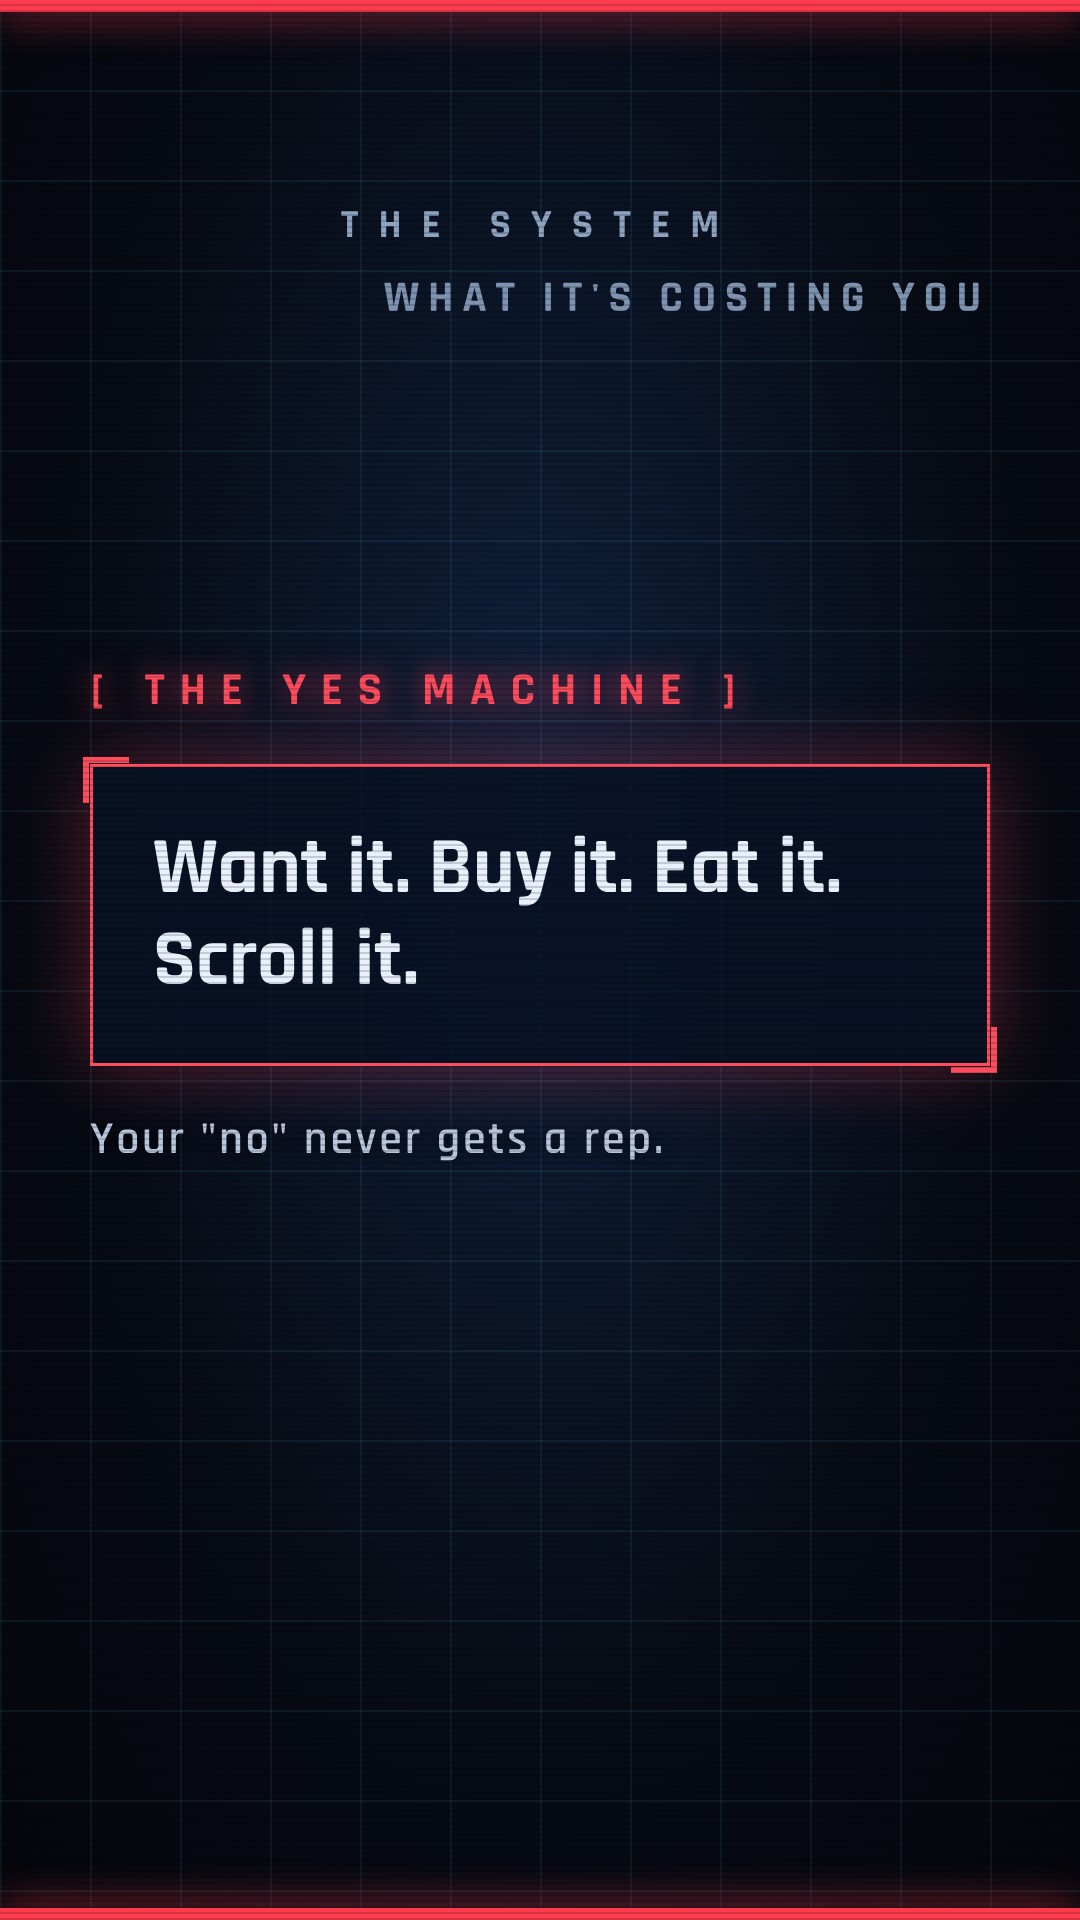 THE SYSTEM
WHAT IT'S COSTING YOU
[ THE YES MACHINE ]
Want it. Buy it. Eat it.
Scroll it.
Your "no" never gets a rep.